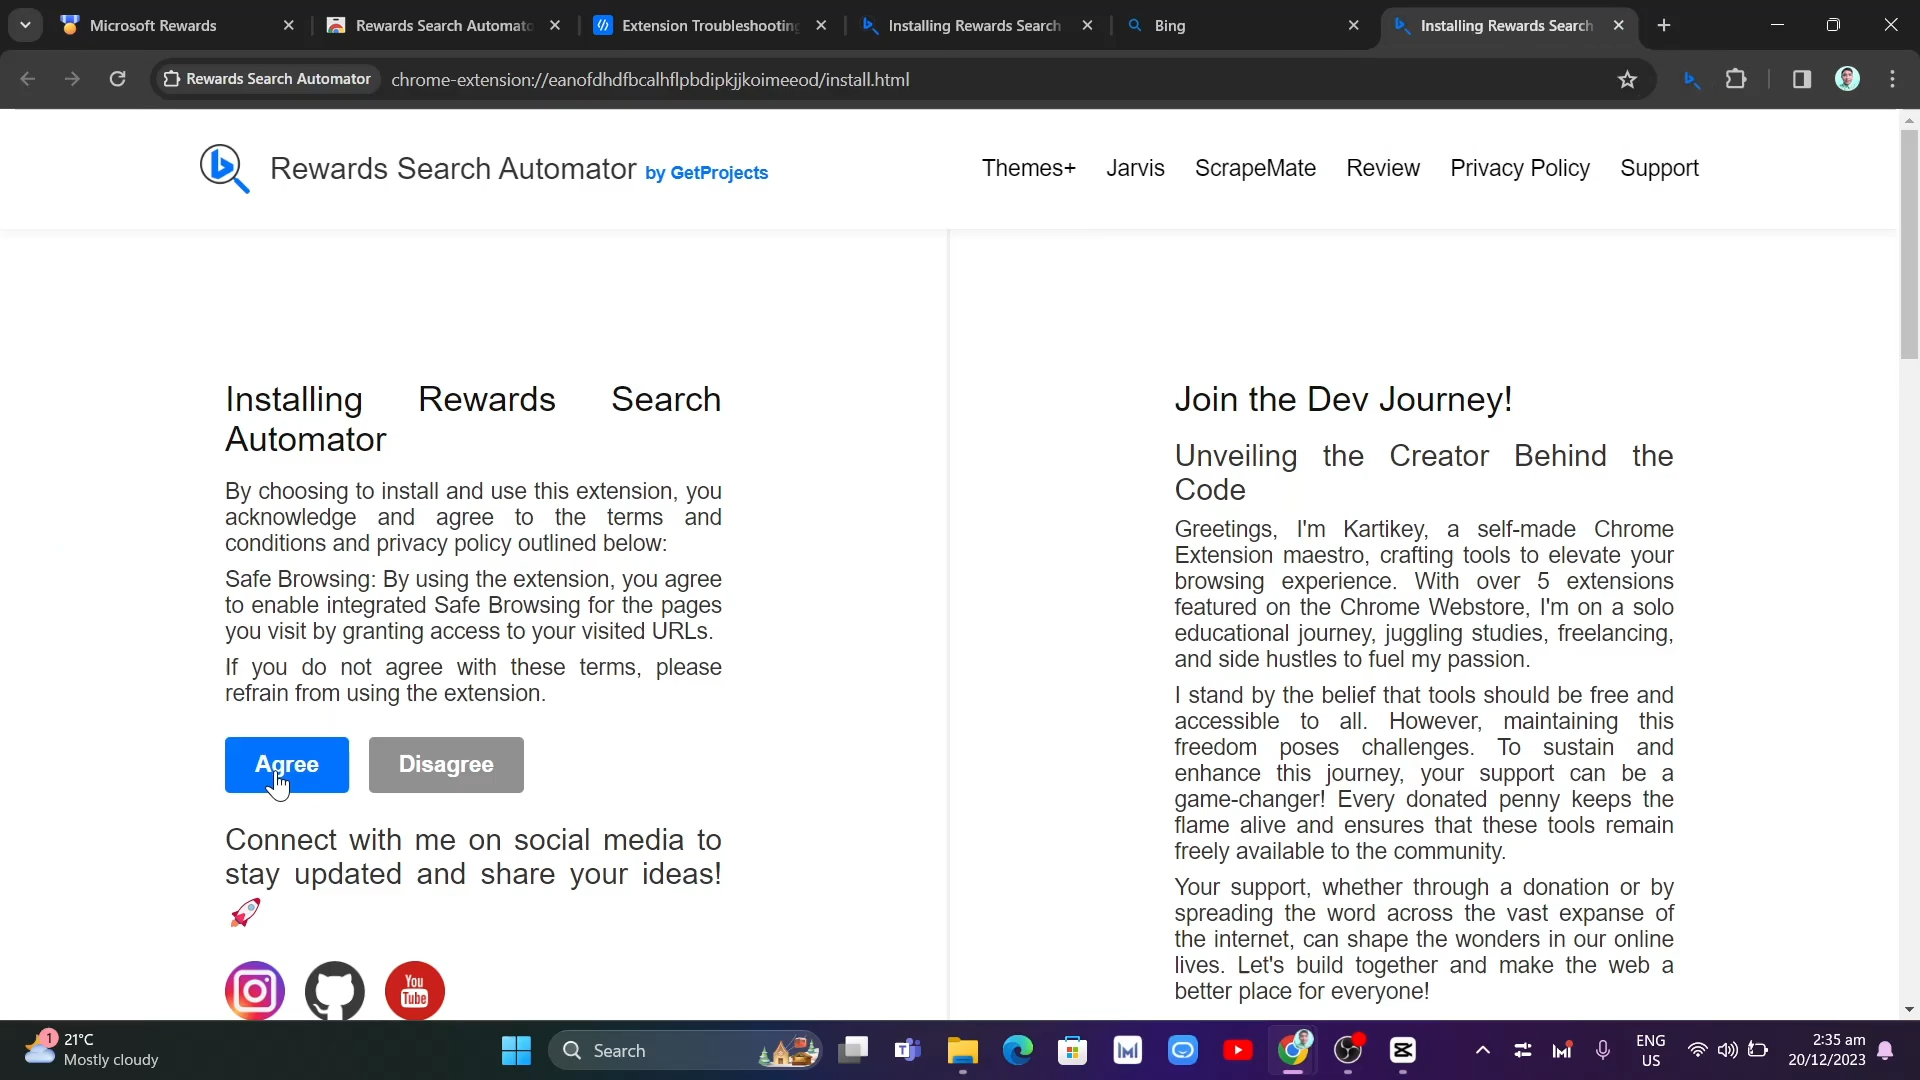 Microsoft Rewards
Rewards Search Automato
Extension Troubleshooting
Installing Rewards Search
Bing
Installing Rewards Search
Rewards Search Automator
chrome-extension://eanofdhdfbcalhflpbdipkjjkoimeeod/install.html
Rewards Search Automator by GetProjects
Themes+
Jarvis
ScrapeMate
Review
Privacy Policy
Support
Installing Rewards Search
Automator
By choosing to install and use this extension, you
acknowledge and agree to the terms and
conditions and privacy policy outlined below:
Safe Browsing: By using the extension, you agree
to enable integrated Safe Browsing for the pages
you visit by granting access to your visited URLs.
If you do not agree with these terms, please
refrain from using the extension.
Agree
Disagree
Connect with me on social media to
stay updated and share your ideas!
🚀
You
Tube
Join the Dev Journey!
Unveiling the Creator Behind the
Code
Greetings, I'm Kartikey, a self-made Chrome
Extension maestro, crafting tools to elevate your
browsing experience. With over 5 extensions
featured on the Chrome Webstore, I'm on a solo
educational journey, juggling studies, freelancing,
and side hustles to fuel my passion.
I stand by the belief that tools should be free and
accessible to all. However, maintaining this
freedom poses challenges. To sustain and
enhance this journey, your support can be a
game-changer! Every donated penny keeps the
flame alive and ensures that these tools remain
freely available to the community.
Your support, whether through a donation or by
spreading the word across the vast expanse of
the internet, can shape the wonders in our online
lives. Let's build together and make the web a
better place for everyone!
1
21°C
Mostly cloudy
Search
ENG
US
2:35 am
20/12/2023